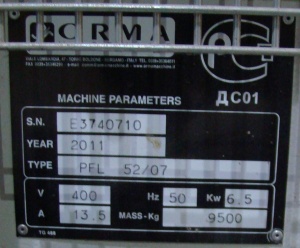 ORMA
MACHINE PARAMETERS ДС01
S.N. E3740710
YEAR 2011
TYPE PFL 52/07
V 400 Hz 50 Kw 6.5
A 13.5 MASS-Kg 9500